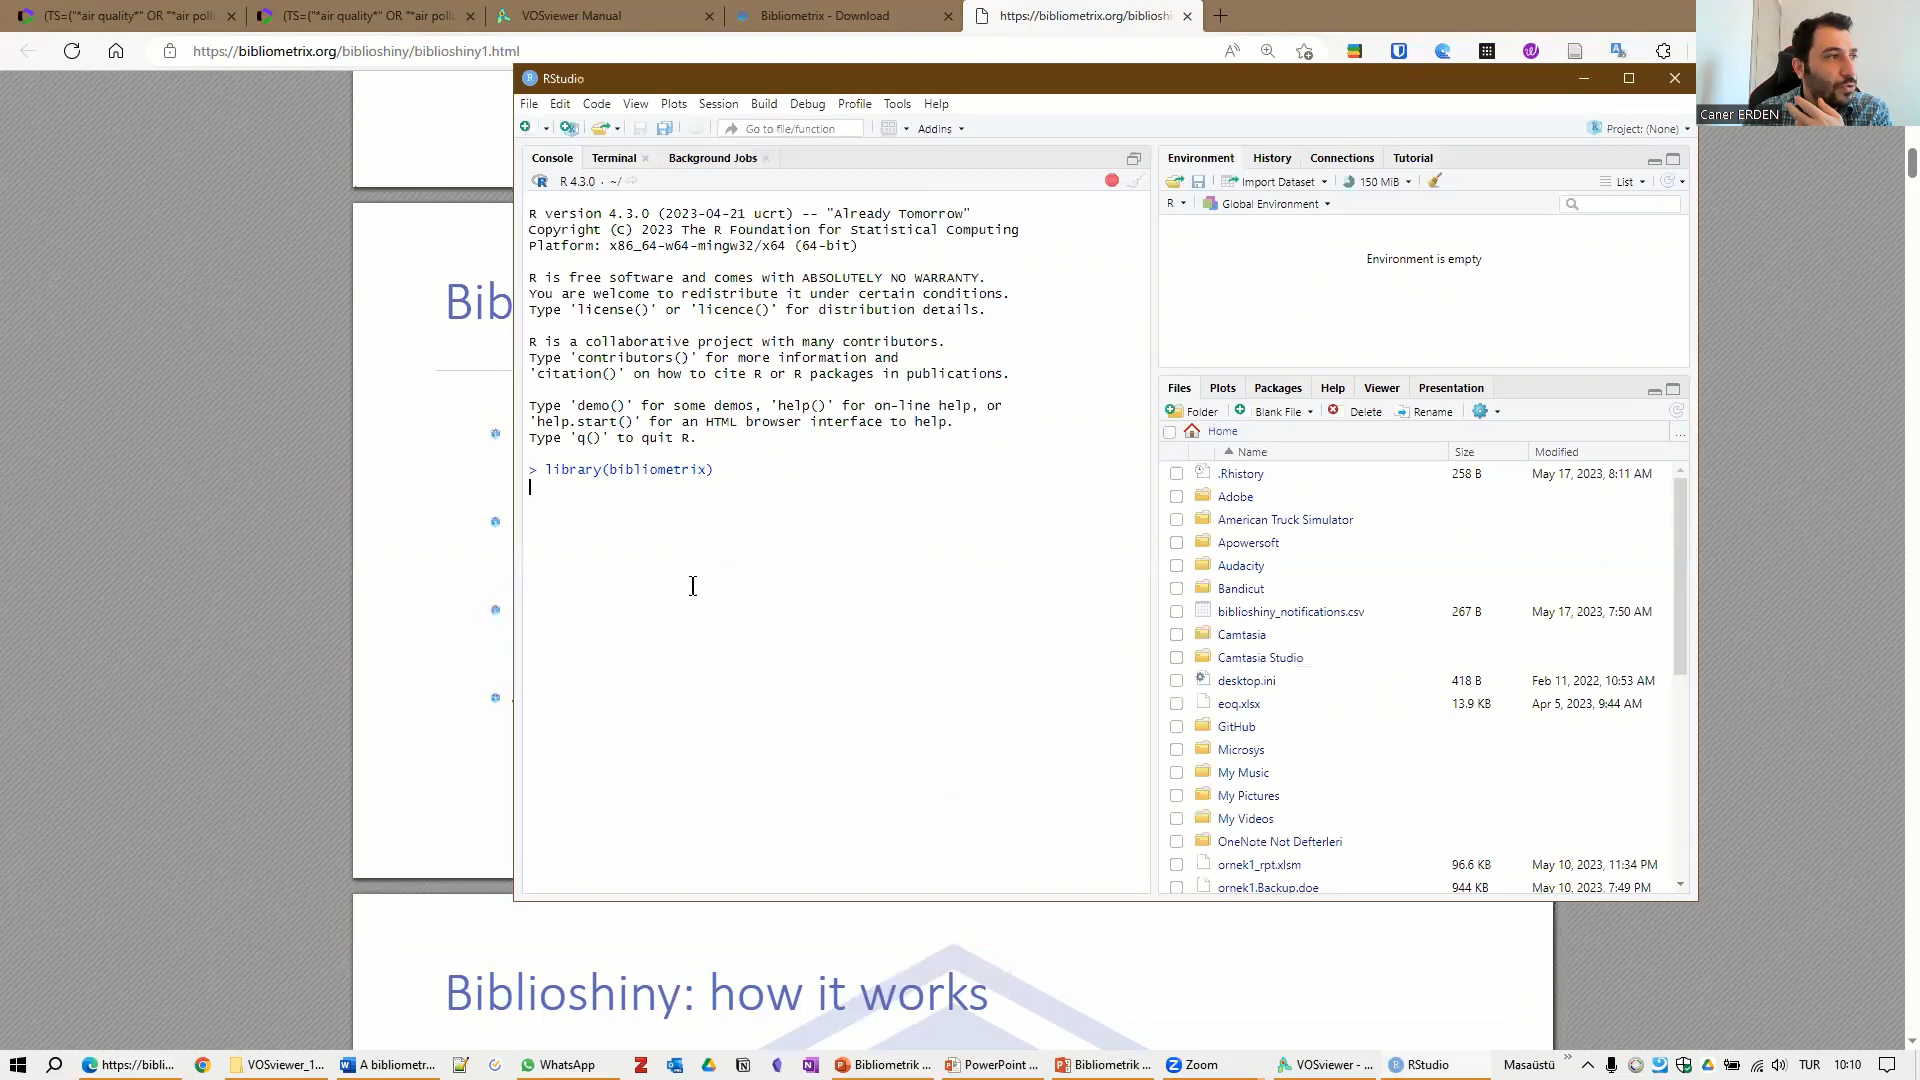 (TS=("*air quality*" OR "*air poll
(TS=("*air quality*" OR "*air pollu
VOSviewer Manual
Bibliometrix - Download
https://bibliometrix.org/bibliosh
https://bibliometrix.org/biblioshiny/biblioshiny1.html
RStudio
File Edit Code View Plots Session Build Debug Profile Tools Help
Go to file/function
Addins
Project: (None)
Caner ERDEN
Console Terminal Background Jobs
R 4.3.0 · ~/
R version 4.3.0 (2023-04-21 ucrt) -- "Already Tomorrow"
Copyright (C) 2023 The R Foundation for Statistical Computing
Platform: x86_64-w64-mingw32/x64 (64-bit)
R is free software and comes with ABSOLUTELY NO WARRANTY.
You are welcome to redistribute it under certain conditions.
Type 'license()' or 'licence()' for distribution details.
R is a collaborative project with many contributors.
Type 'contributors()' for more information and
'citation()' on how to cite R or R packages in publications.
Type 'demo()' for some demos, 'help()' for on-line help, or
'help.start()' for an HTML browser interface to help.
Type 'q()' to quit R.
> library(bibliometrix)
Environment History Connections Tutorial
Import Dataset 150 MiB List
R Global Environment
Environment is empty
Files Plots Packages Help Viewer Presentation
Folder Blank File Delete Rename
Home ...
Name Size Modified
.Rhistory 258 B May 17, 2023, 8:11 AM
Adobe
American Truck Simulator
Apowersoft
Audacity
Bandicut
biblioshiny_notifications.csv 267 B May 17, 2023, 7:50 AM
Camtasia
Camtasia Studio
desktop.ini 418 B Feb 11, 2022, 10:53 AM
eoq.xlsx 13.9 KB Apr 5, 2023, 9:44 AM
GitHub
Microsys
My Music
My Pictures
My Videos
OneNote Not Defterleri
ornek1_rpt.xlsm 96.6 KB May 10, 2023, 11:34 PM
ornek1.Backup.doe 944 KB May 10, 2023, 7:49 PM
Bib
Biblioshiny: how it works
https://bibli...
VOSviewer_1...
A bibliometr...
WhatsApp
Bibliometrik ...
PowerPoint ...
Bibliometrik ...
Zoom
VOSviewer - ...
RStudio
Masaüstü
TUR
10:10